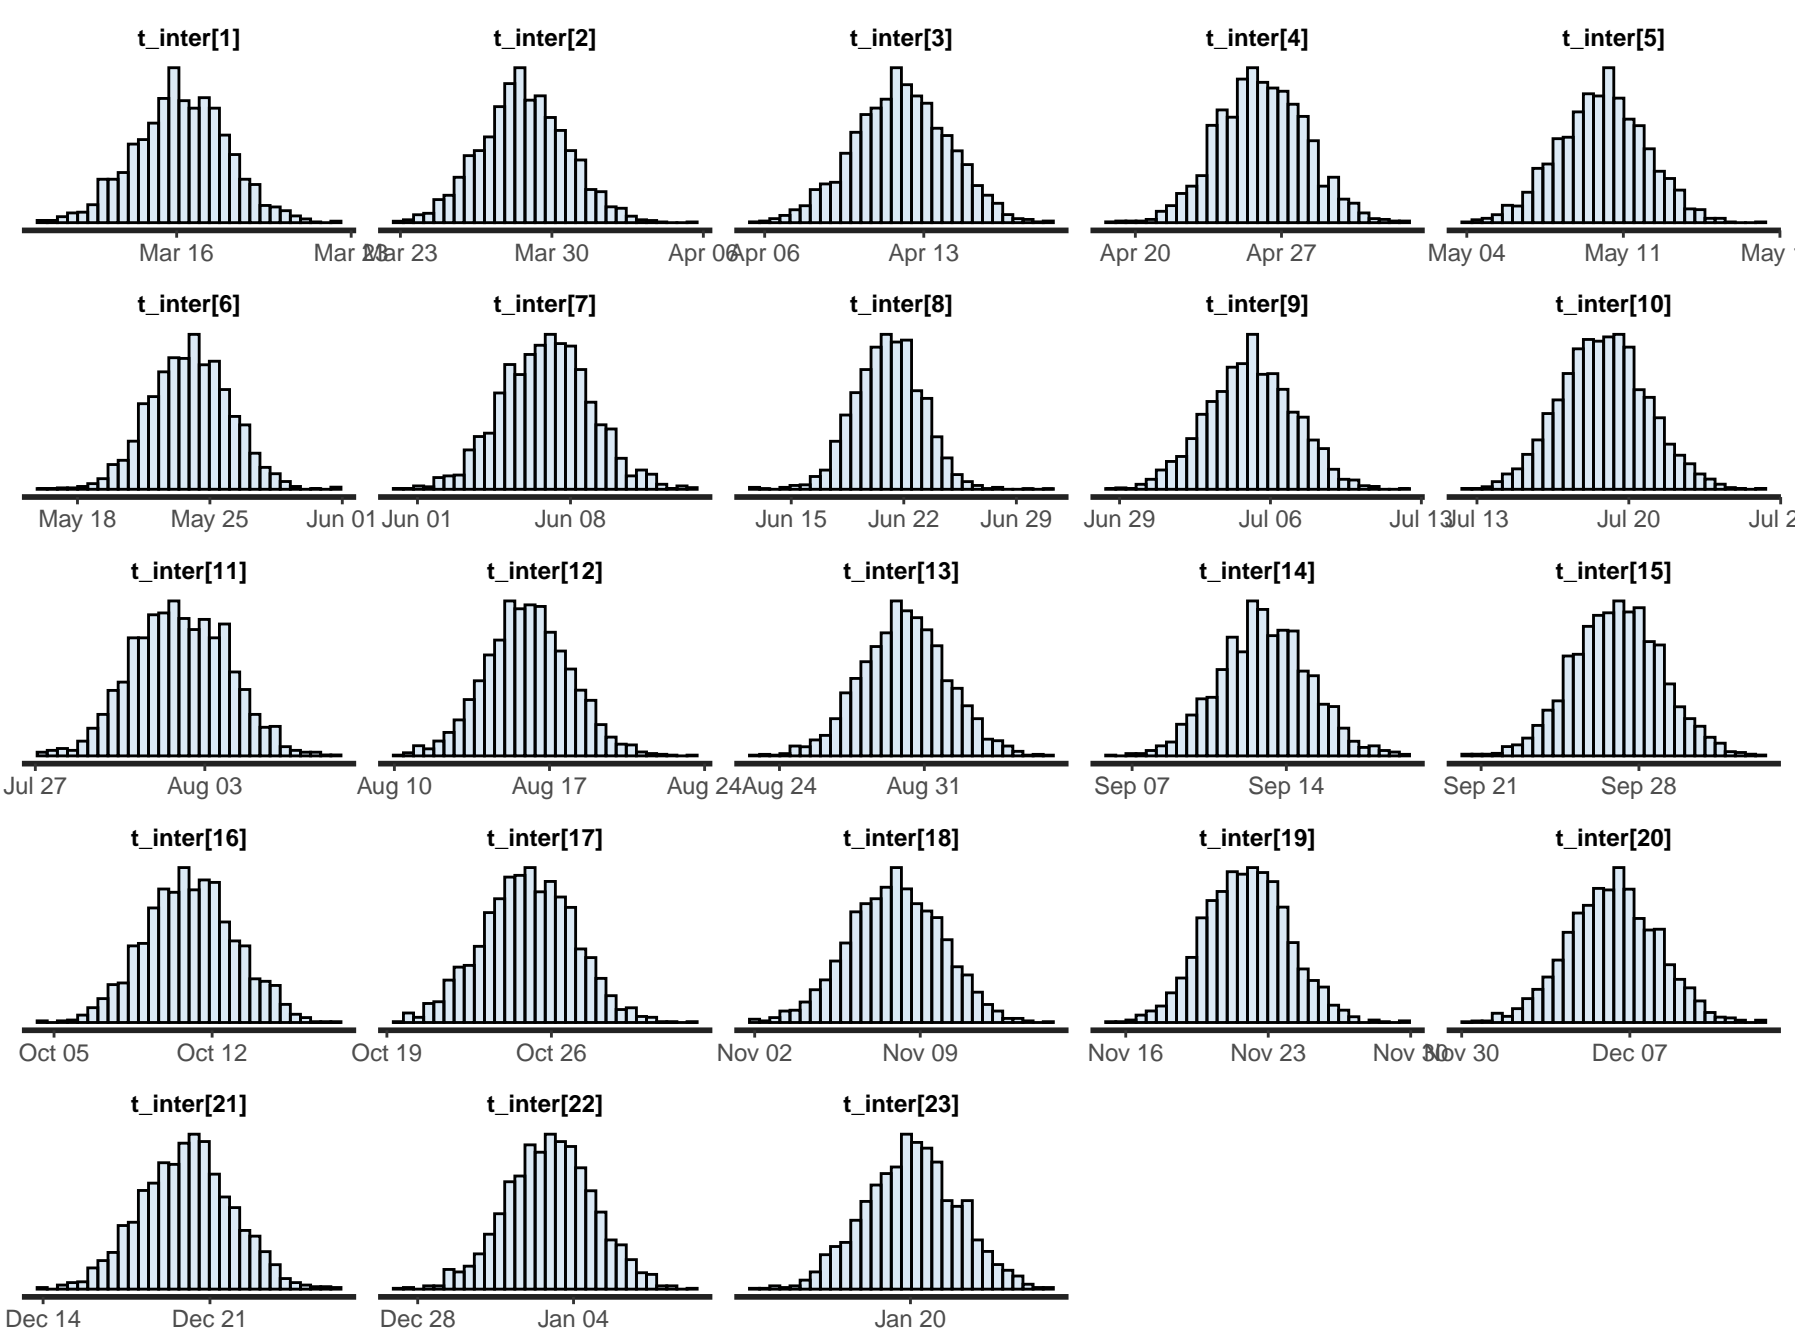 t_inter[1] t_inter[2] t_inter[3] t_inter[4] t_inter[5]
Mar 16 Mar 23 Mar 23 Mar 30 Apr 06 Apr 06 Apr 13 Apr 20 Apr 27 May 04 May 11 May
t_inter[6] t_inter[7] t_inter[8] t_inter[9] t_inter[10]
May 18 May 25 Jun 01 Jun 01 Jun 08 Jun 15 Jun 22 Jun 29 Jun 29 Jul 06 Jul 13 Jul 13 Jul 20 Jul 2
t_inter[11] t_inter[12] t_inter[13] t_inter[14] t_inter[15]
Jul 27 Aug 03 Aug 10 Aug 17 Aug 24 Aug 24 Aug 31 Sep 07 Sep 14 Sep 21 Sep 28
t_inter[16] t_inter[17] t_inter[18] t_inter[19] t_inter[20]
Oct 05 Oct 12 Oct 19 Oct 26 Nov 02 Nov 09 Nov 16 Nov 23 Nov 30 Nov 30 Dec 07
t_inter[21] t_inter[22] t_inter[23]
Dec 14 Dec 21 Dec 28 Jan 04 Jan 20